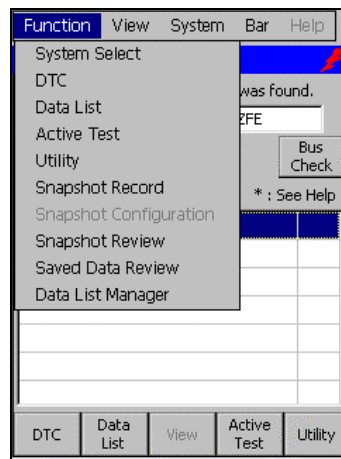 Function View System Bar Help
System Select
DTC
Data List
Active Test
Utility
Snapshot Record
Snapshot Configuration
Snapshot Review
Saved Data Review
Data List Manager
was found.
ZFE
Bus
Check
* : See Help
DTC Data List View Active Test Utility